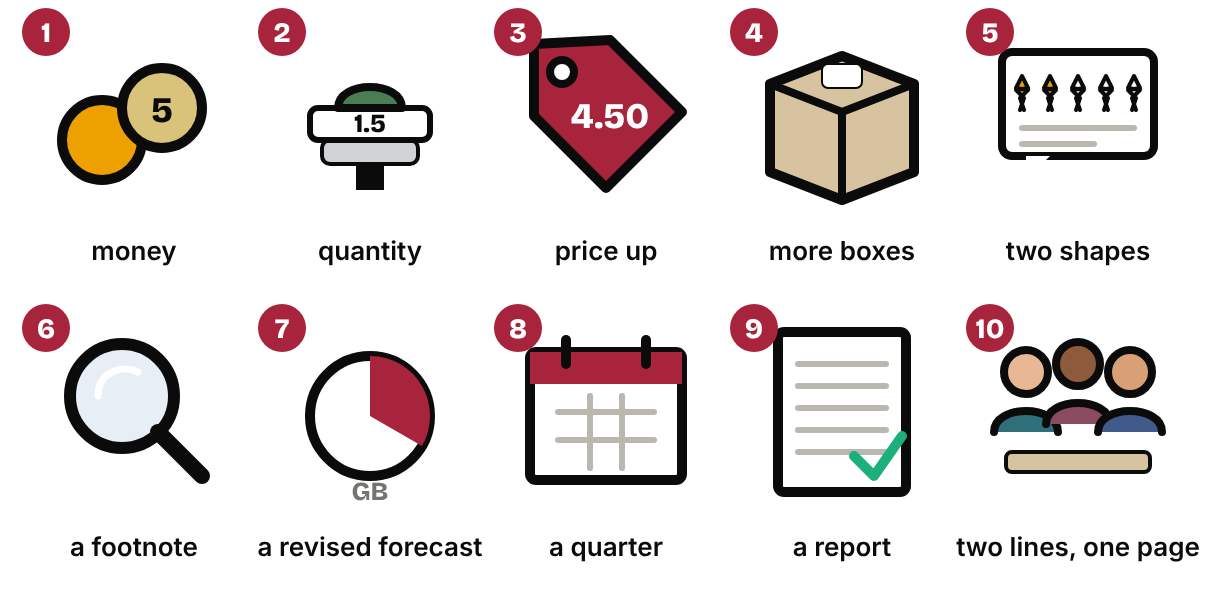 1
2
3
4
5
5
1.5
4.50
money
quantity
price up
more boxes
two shapes
6
7
8
9
10
GB
a footnote
a revised forecast
a quarter
a report
two lines, one page